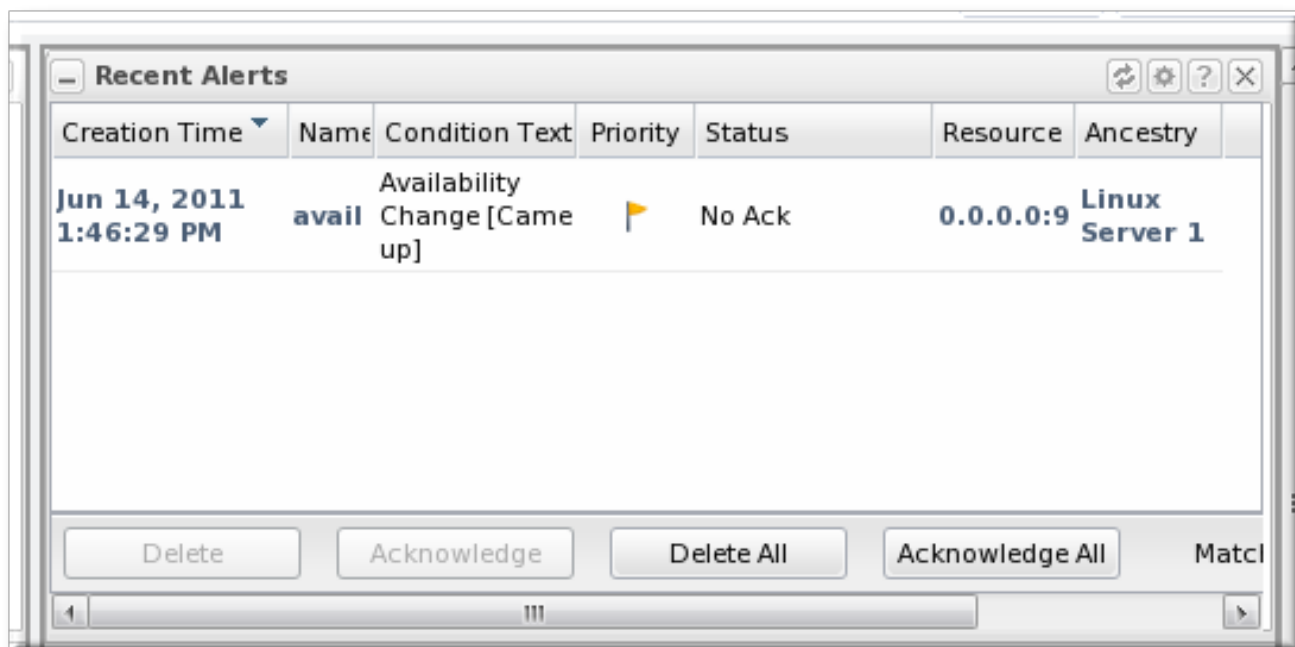 Recent Alerts
?
Creation Time Name Condition Text Priority Status Resource Ancestry
Jun 14, 2011
1:46:29 PM
avail
Availability
Change [Came
up]
No Ack
0.0.0.0:9
Linux
Server 1
Delete Acknowledge Delete All Acknowledge All